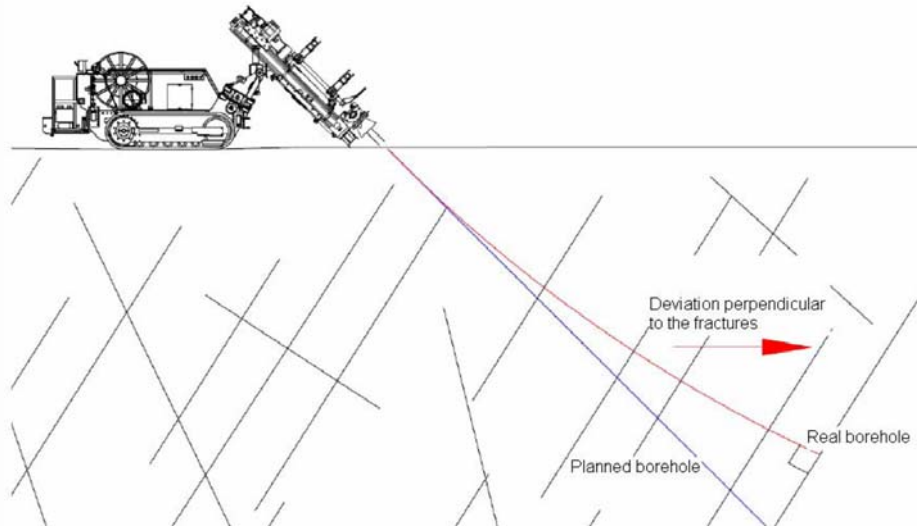 Deviation perpendicular
to the fractures
Real borehole
Planned borehole